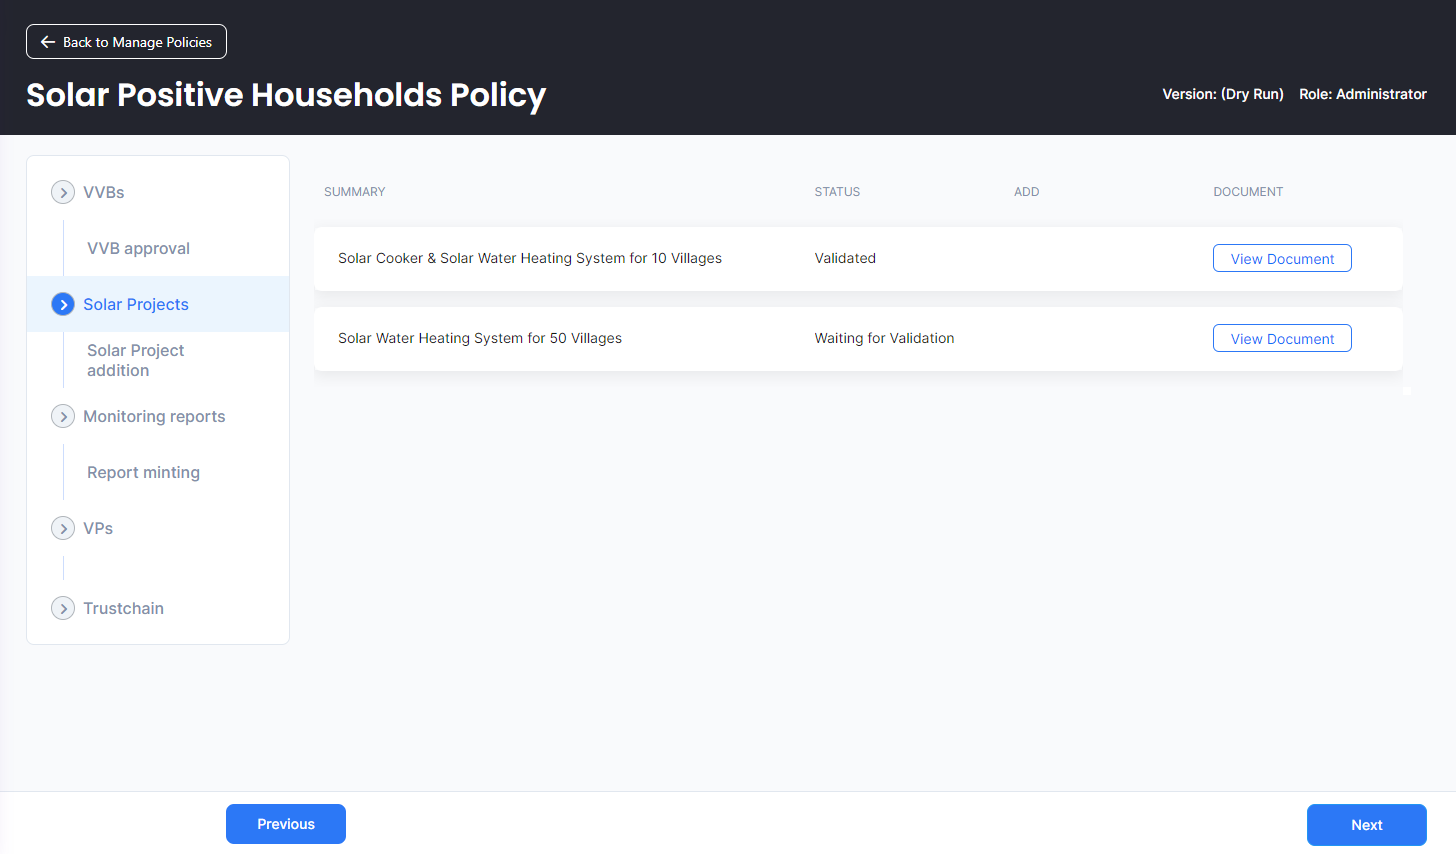 Back to Manage Policies
Solar Positive Households Policy
Version: (Dry Run) Role: Administrator
VVBs
VVB approval
Solar Projects
Solar Project
addition
Monitoring reports
Report minting
VPs
Trustchain
SUMMARY STATUS ADD DOCUMENT
Solar Cooker & Solar Water Heating System for 10 Villages Validated View Document
Solar Water Heating System for 50 Villages Waiting for Validation View Document
Previous Next